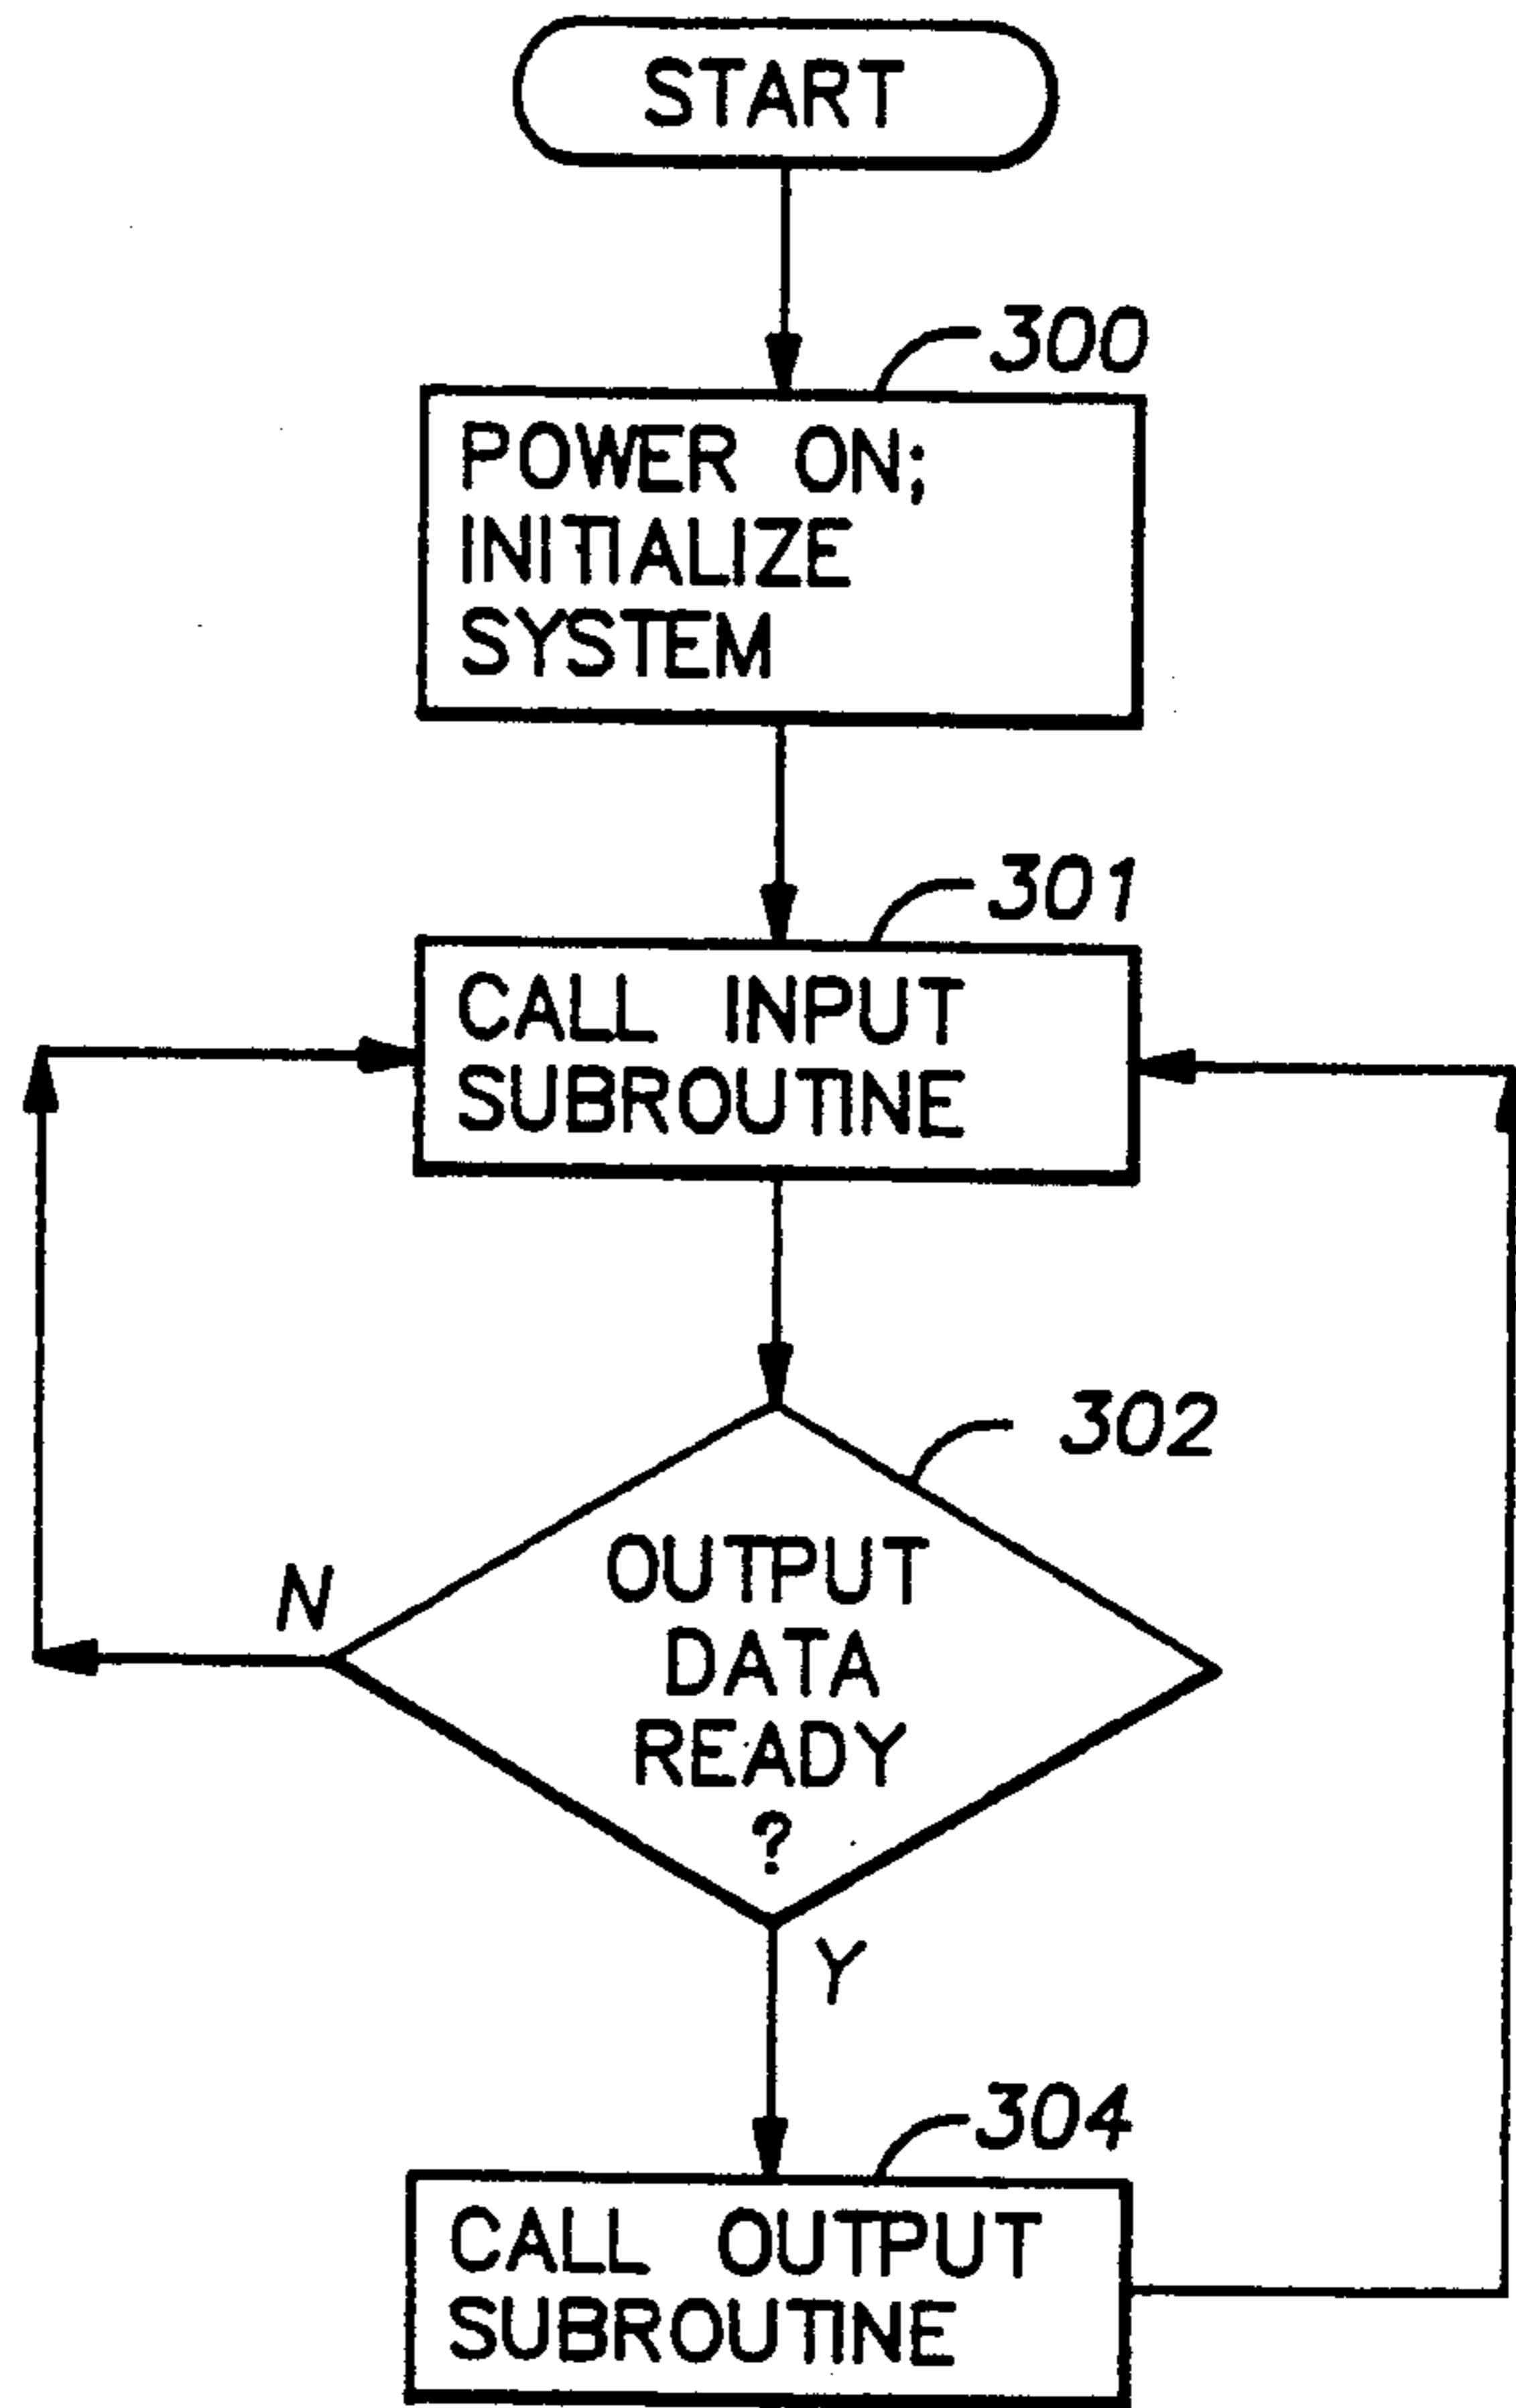 START
300
POWER ON;
INITIALIZE
SYSTEM
301
CALL INPUT
SUBROUTINE
302
OUTPUT
DATA
READY
?
N
Y
304
CALL OUTPUT
SUBROUTINE